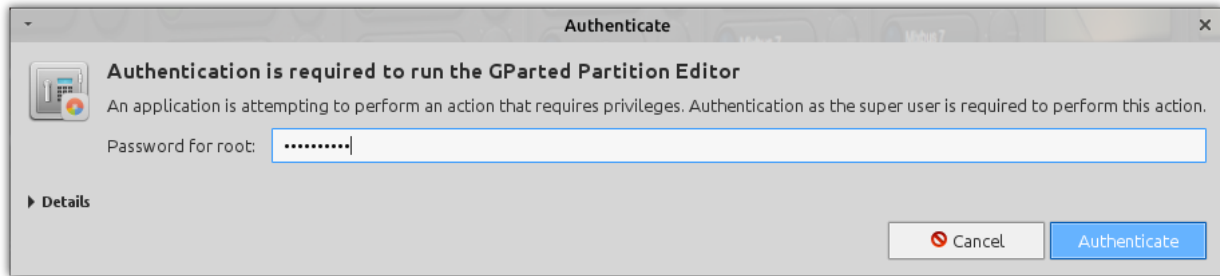 Authenticate
Authentication is required to run the GParted Partition Editor
An application is attempting to perform an action that requires privileges. Authentication as the super user is required to perform this action.
Password for root: ••••••••••
Details
Cancel
Authenticate